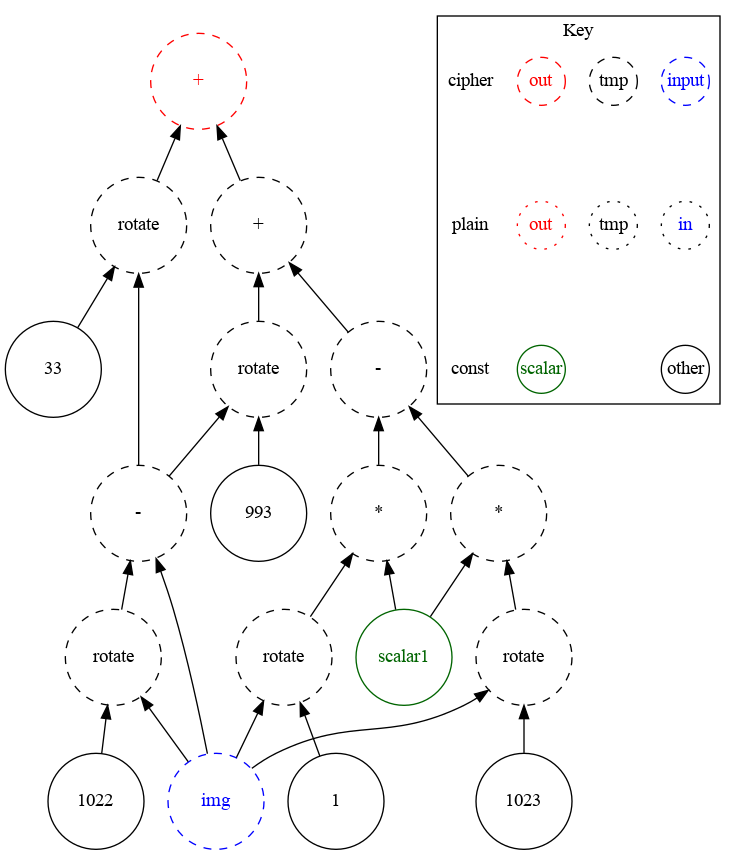 Key
cipher out tmp input
plain out tmp in
const scalar other
+
rotate +
33 rotate -
- 993 * *
rotate rotate scalar1 rotate
1022 img 1 1023